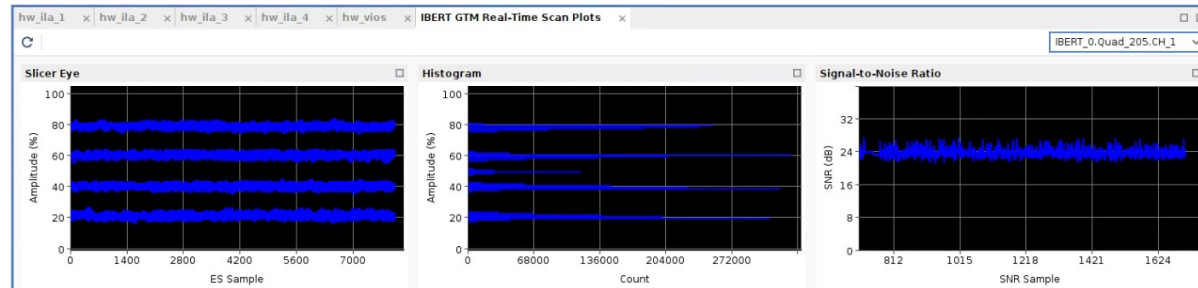 hw_ila_1 × hw_ila_2 × hw_ila_3 × hw_ila_4 × hw_vios × IBERT GTM Real-Time Scan Plots ×
IBERT_0.Quad_205.CH_1
Slicer Eye
Amplitude (%)
100
80
60
40
20
0
0 1400 2800 4200 5600 7000
ES Sample
Histogram
Amplitude (%)
100
80
60
40
20
0
0 68000 136000 204000 272000
Count
Signal-to-Noise Ratio
SNR (dB)
32
24
16
8
0
812 1015 1218 1421 1624
SNR Sample